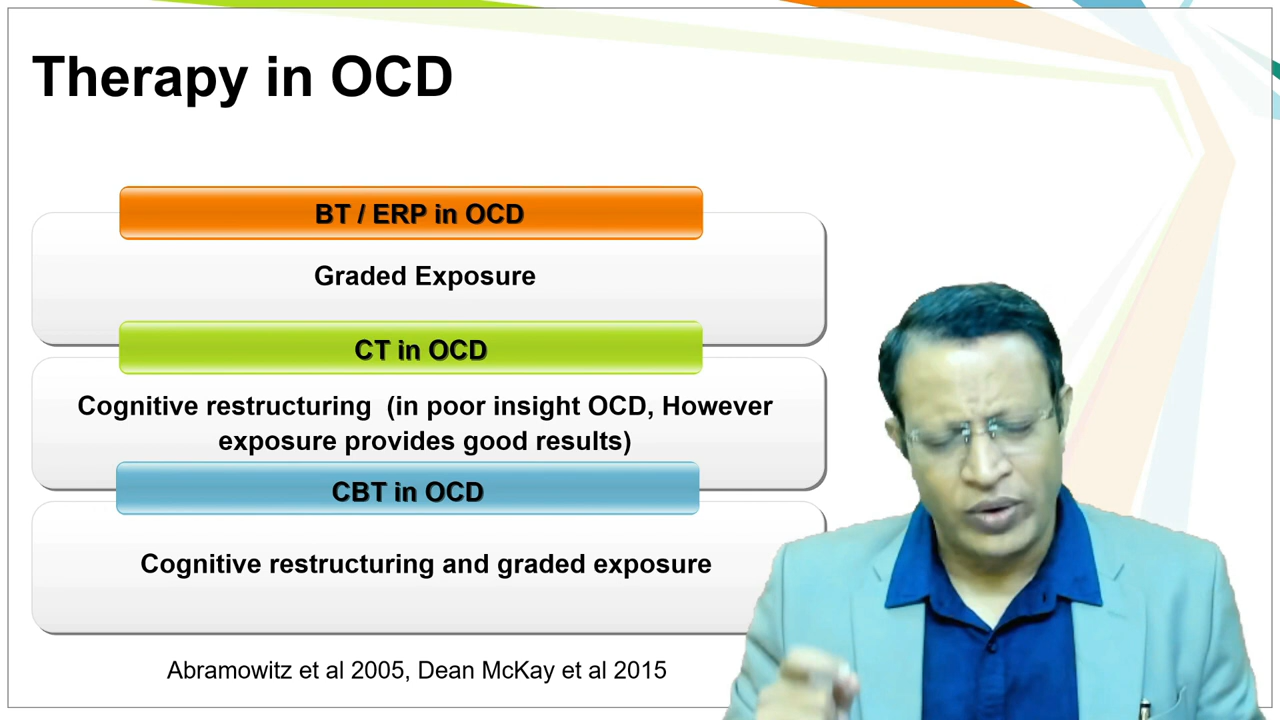 Therapy in OCD
BT / ERP in OCD
Graded Exposure
CT in OCD
Cognitive restructuring (in poor insight OCD, However
exposure provides good results)
CBT in OCD
Cognitive restructuring and graded exposure
Abramowitz et al 2005, Dean McKay et al 2015